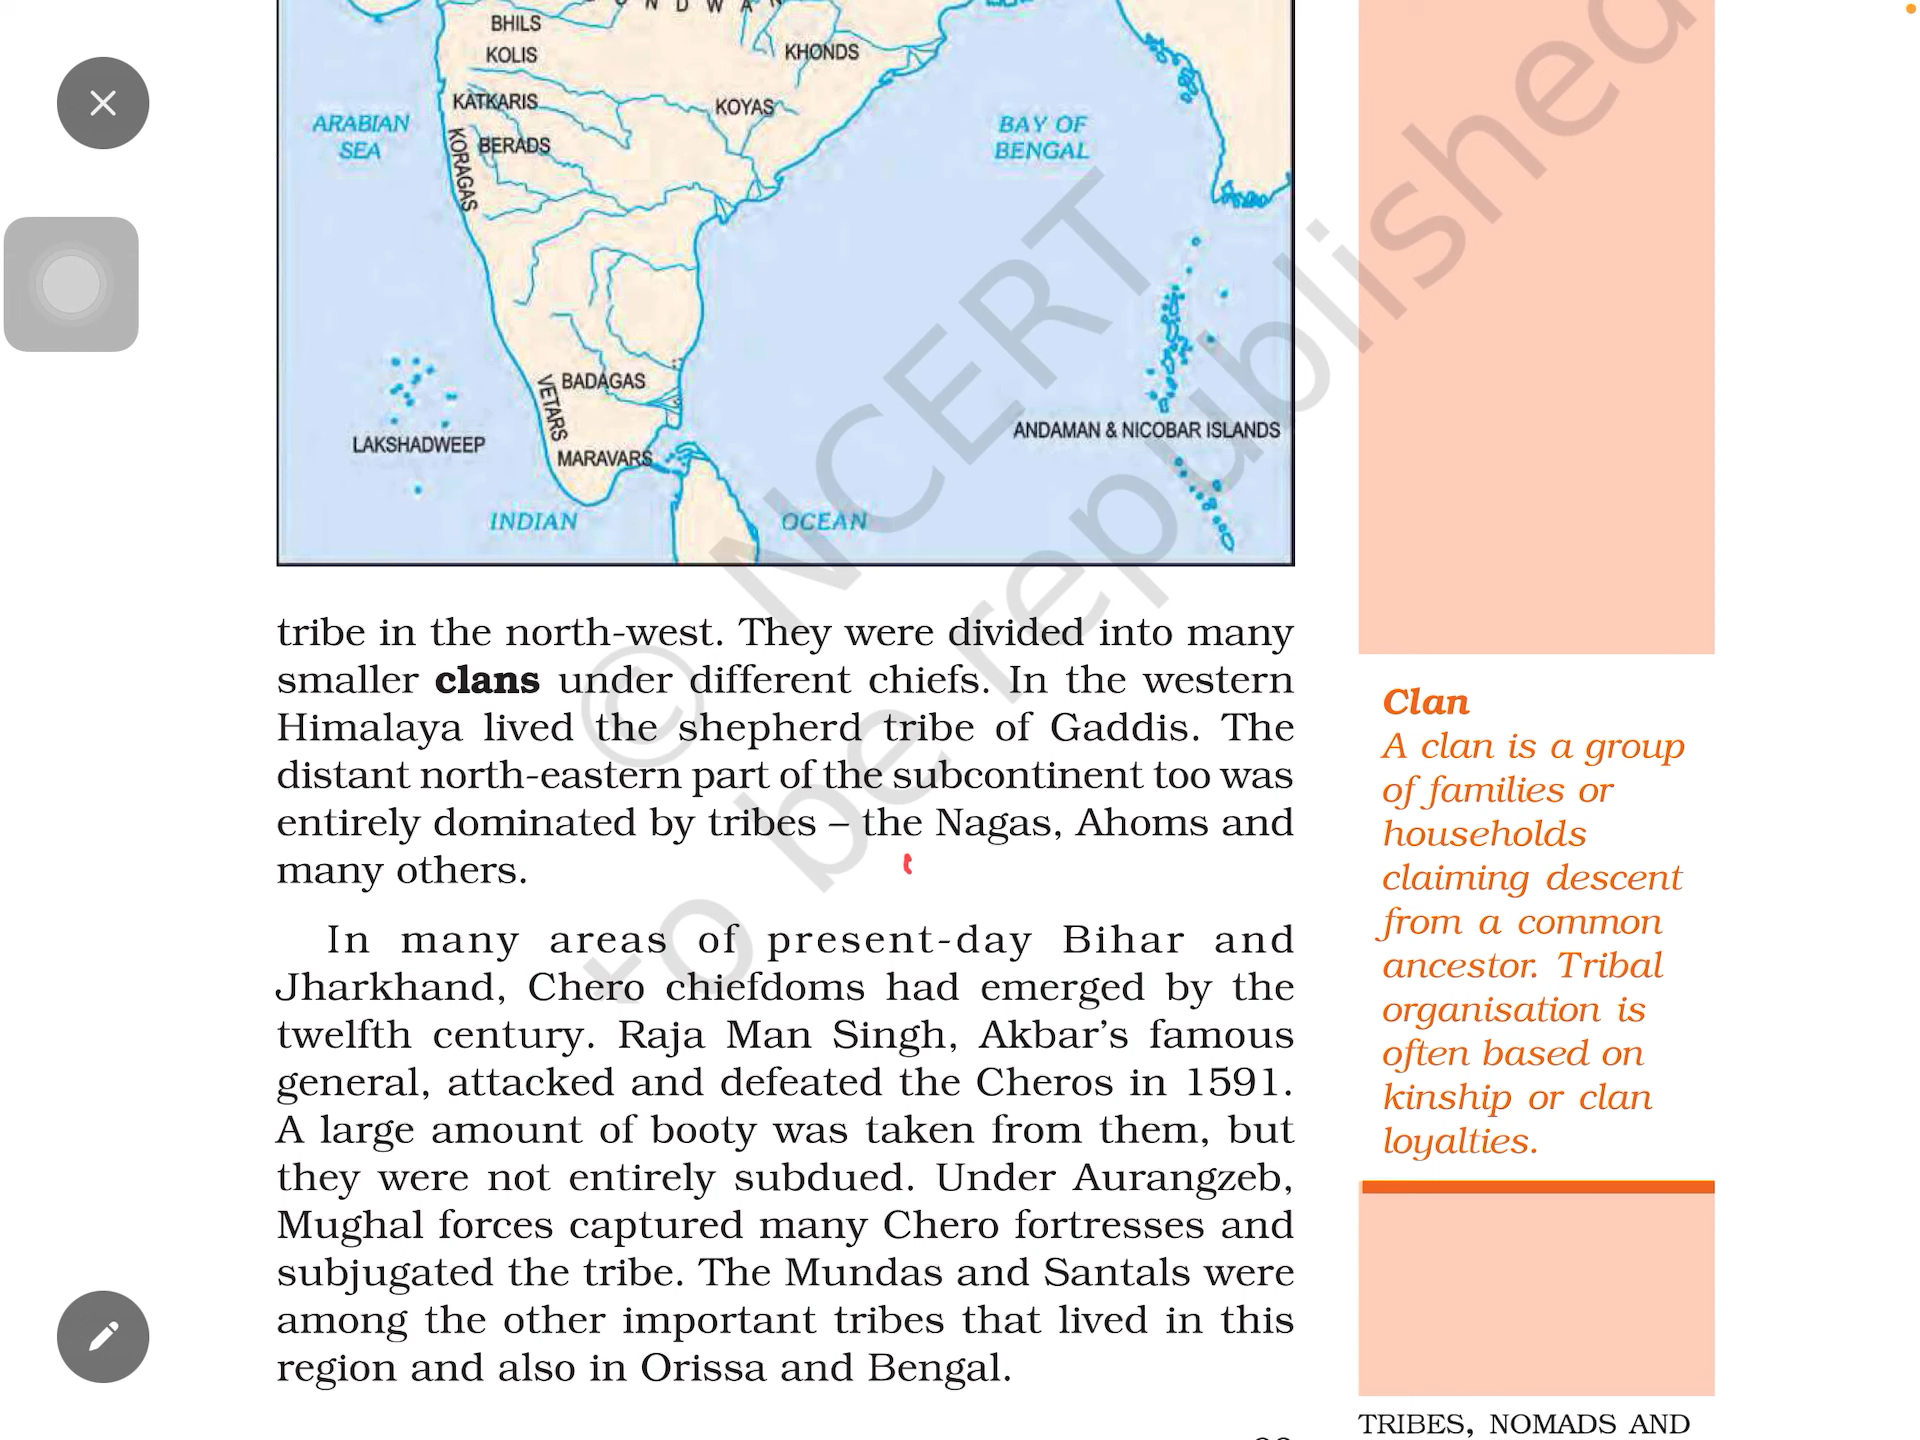 BHILS
KOLIS
KHONDS
KATKARIS
KOYAS
ARABIAN
SEA
BERADS
KORAGAS
BAY OF
BENGAL
BADAGAS
VETARS
LAKSHADWEEP
MARAVARS
ANDAMAN & NICOBAR ISLANDS
INDIAN OCEAN
© NCERT
to be republished
tribe in the north-west. They were divided into many
smaller clans under different chiefs. In the western
Himalaya lived the shepherd tribe of Gaddis. The
distant north-eastern part of the subcontinent too was
entirely dominated by tribes – the Nagas, Ahoms and
many others.
In many areas of present-day Bihar and
Jharkhand, Chero chiefdoms had emerged by the
twelfth century. Raja Man Singh, Akbar’s famous
general, attacked and defeated the Cheros in 1591.
A large amount of booty was taken from them, but
they were not entirely subdued. Under Aurangzeb,
Mughal forces captured many Chero fortresses and
subjugated the tribe. The Mundas and Santals were
among the other important tribes that lived in this
region and also in Orissa and Bengal.
Clan
A clan is a group
of families or
households
claiming descent
from a common
ancestor. Tribal
organisation is
often based on
kinship or clan
loyalties.
TRIBES, NOMADS AND